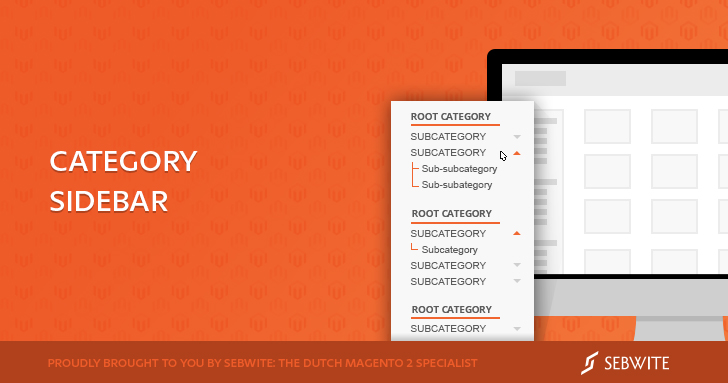 CATEGORY
SIDEBAR
ROOT CATEGORY
SUBCATEGORY
SUBCATEGORY
Sub-subcategory
Sub-subategory
ROOT CATEGORY
SUBCATEGORY
Subcategory
SUBCATEGORY
SUBCATEGORY
ROOT CATEGORY
SUBCATEGORY
PROUDLY BROUGHT TO YOU BY SEBWITE: THE DUTCH MAGENTO 2 SPECIALIST
SEBWITE